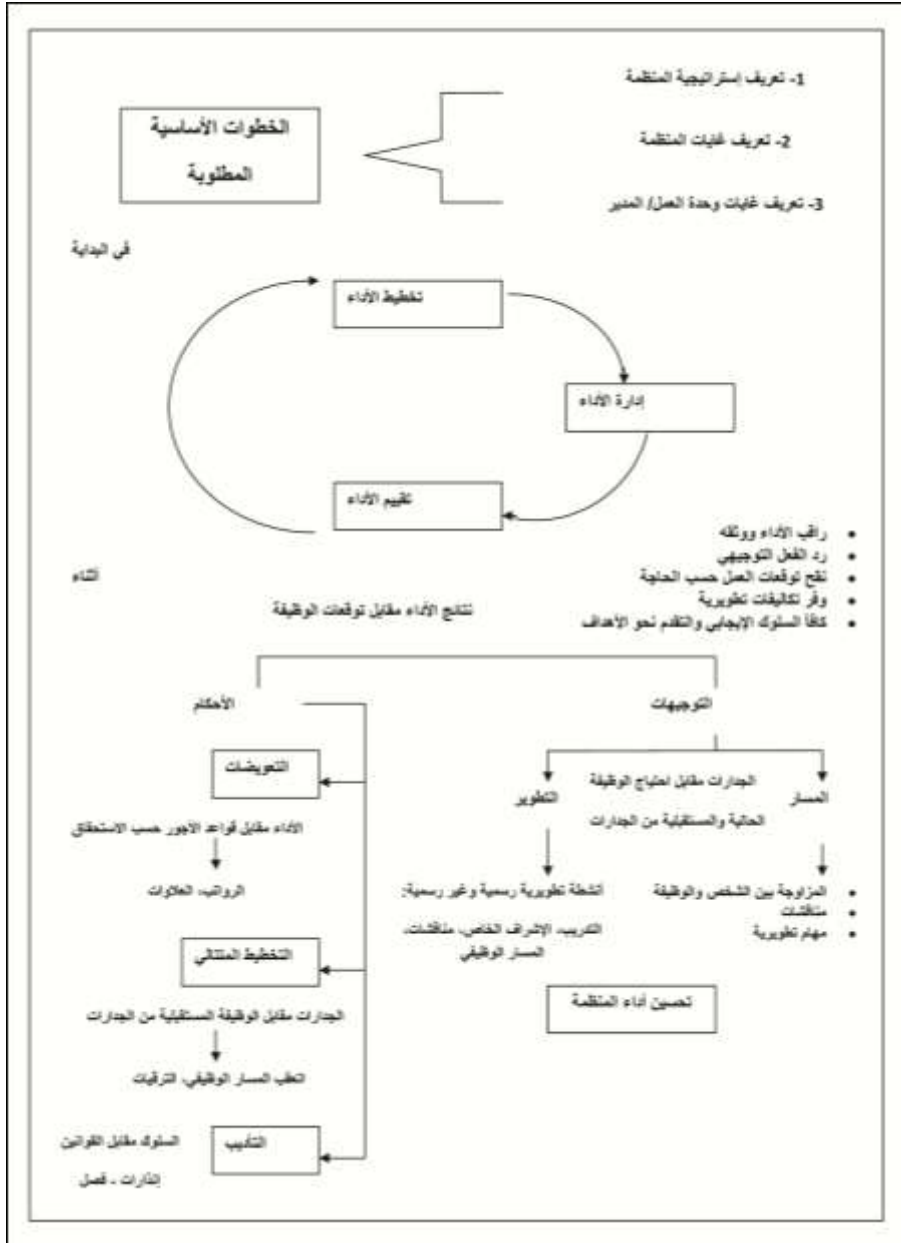 1- تعريف إستراتيجية المنظمة
الخطوات الأساسية
المطلوبة
2- تعريف غايات المنظمة
3- تعريف غايات وحدة العمل/ المدير
في البداية
تخطيط الأداء
إدارة الأداء
تقييم الأداء
• راقب الأداء ووثقه
• رد الفعل التوجيهي
• نقح توقعات العمل حسب الحاجة
• وفر تكاليفات تطويرية
• كافأ السلوك الإيجابي والتقدم نحو الأهداف
أثناء
نتائج الأداء مقابل توقعات الوظيفة
التوجيهات
الأحكام
المسار
الجدارات مقابل احتياج الوظيفة
الحالية والمستقبلية من الجدارات
التطوير
• المزاوجة بين الشخص والوظيفة
• مناقشات
• مهام تطويرية
أنشطة تطويرية رسمية وغير رسمية:
التدريب، الإشراف الخاص، مناقشات،
المسار الوظيفي
تحسين أداء المنظمة
التعويضات
الأداء مقابل قواعد الأجور حسب الاستحقاق
الرواتب، العلاوات
التخطيط المتتالي
الجدارات مقابل الوظيفة المستقبلية من الجدارات
المسار الوظيفي، الترقيات
التأديب
السلوك مقابل القوانين
إنذارات - فصل